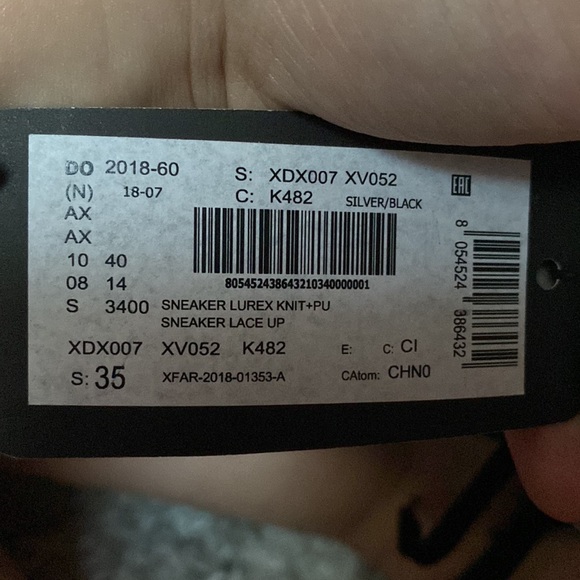 DO 2018-60
(N) 18-07
AX
AX
10 40
08 14
S 3400
S: XDX007 XV052
C: K482 SILVER/BLACK
805452438643210340000001
SNEAKER LUREX KNIT+PU
SNEAKER LACE UP
XDX007 XV052 K482
E: C: CI
S: 35
XFAR-2018-01353-A
CAtom: CHN0
EAC
8 054524 386432